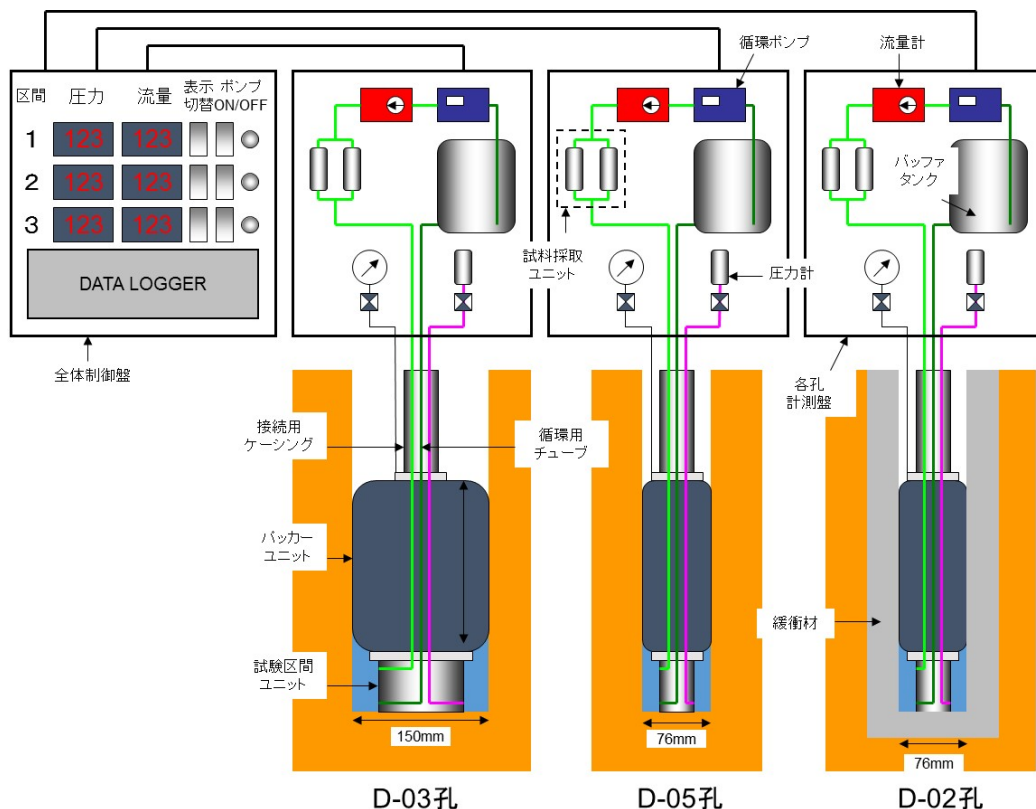 区間
圧力
流量
表示
切替
ポンプ
ON/OFF
1
123
123
2
123
123
3
123
123
DATA LOGGER
全体制御盤
循環ポンプ
流量計
バッファ
タンク
試料採取
ユニット
圧力計
各孔
計測盤
接続用
ケーシング
循環用
チューブ
パッカー
ユニット
試験区間
ユニット
緩衝材
150mm
76mm
76mm
D-03孔
D-05孔
D-02孔